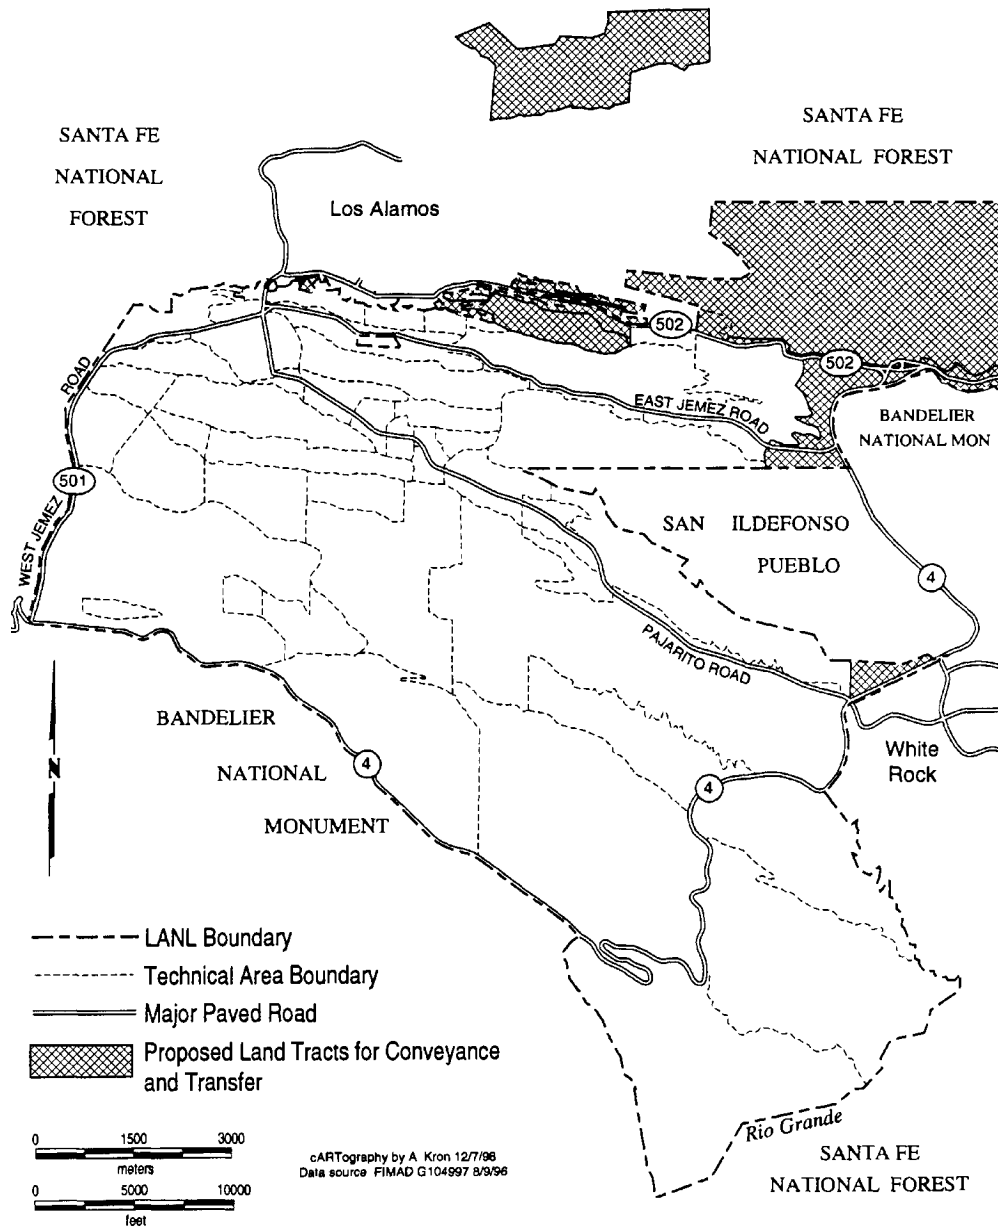 SANTA FE
NATIONAL
FOREST
SANTA FE
NATIONAL FOREST
Los Alamos
502
502
ROAD
EAST JEMEZ ROAD
BANDELIER
NATIONAL MON
501
WEST JEMEZ
SAN ILDEFONSO
PUEBLO
4
PAJARITO ROAD
BANDELIER
NATIONAL
MONUMENT
4
4
White
Rock
N
LANL Boundary
Technical Area Boundary
Major Paved Road
Proposed Land Tracts for Conveyance
and Transfer
Rio Grande
SANTA FE
NATIONAL FOREST
0 1500 3000
meters
0 5000 10000
feet
cARTography by A Kron 12/7/98
Data source FIMAD G104997 8/9/96